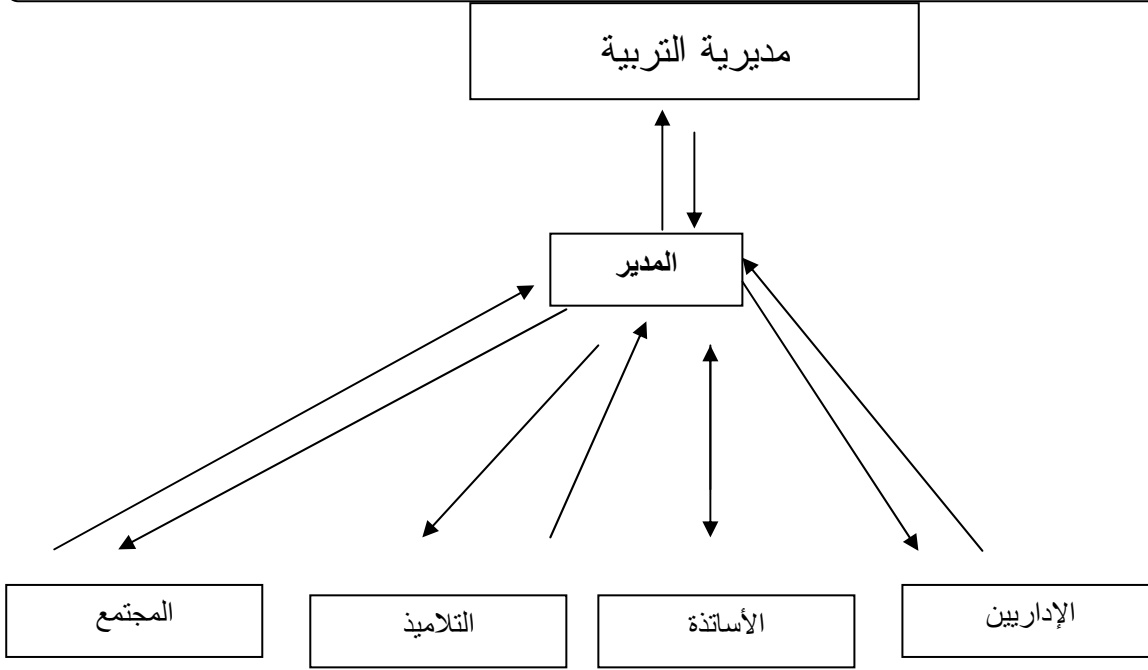 مديرية التربية
المدير
الإداريين
الأساتذة
التلاميذ
المجتمع